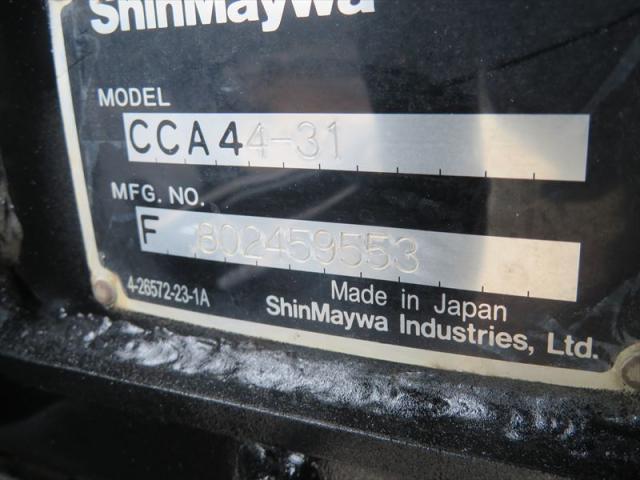 ShinMaywa
MODEL
CCA44-31
MFG. NO.
F 802459553
4-26572-23-1A
Made in Japan
ShinMaywa Industries, Ltd.